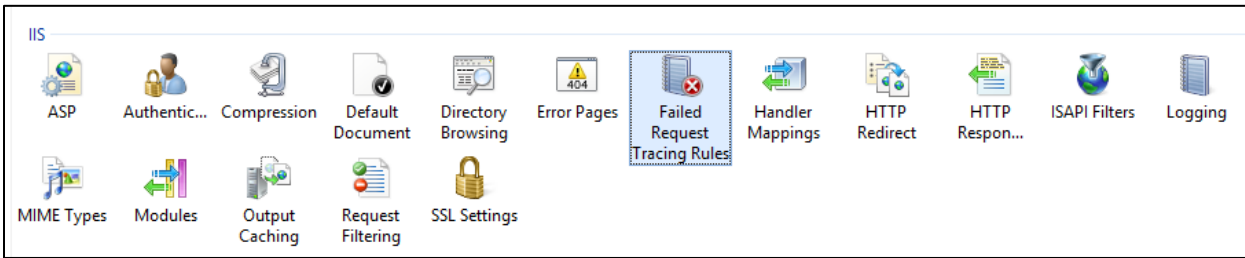 IIS
ASP
Authentic...
Compression
Default
Document
Directory
Browsing
404
Error Pages
Failed
Request
Tracing Rules
Handler
Mappings
HTTP
Redirect
HTTP
Respon...
ISAPI Filters
Logging
MIME Types
Modules
Output
Caching
Request
Filtering
SSL Settings